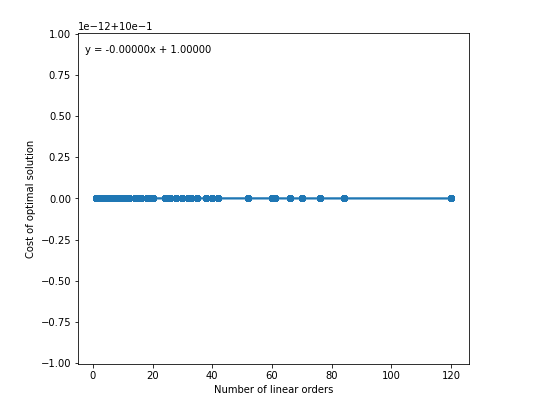 1e−12+10e−1
y = -0.00000x + 1.00000
1.00
0.75
0.50
0.25
0.00
−0.25
−0.50
−0.75
−1.00
Cost of optimal solution
0 20 40 60 80 100 120
Number of linear orders